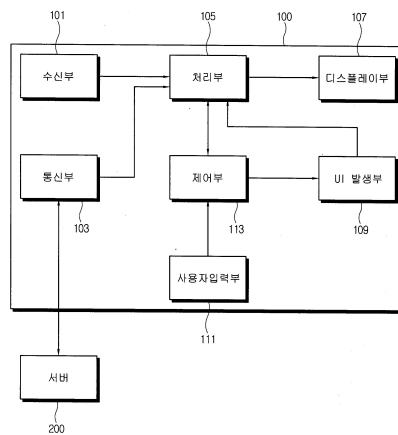 101
105
100
107
수신부
처리부
디스플레이부
통신부
제어부
UI 발생부
103
113
109
사용자입력부
111
서버
200